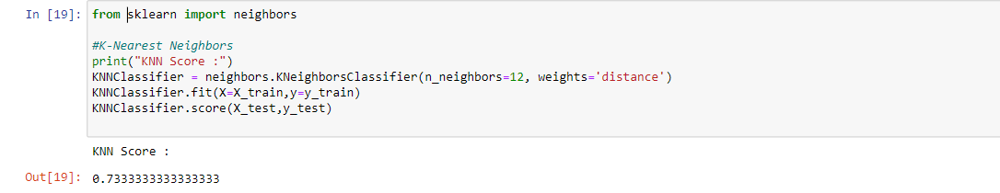 In [19]: from sklearn import neighbors
#K-Nearest Neighbors
print("KNN Score :")
KNNClassifier = neighbors.KNeighborsClassifier(n_neighbors=12, weights='distance')
KNNClassifier.fit(X=X_train,y=y_train)
KNNClassifier.score(X_test,y_test)
KNN Score :
Out[19]: 0.7333333333333333